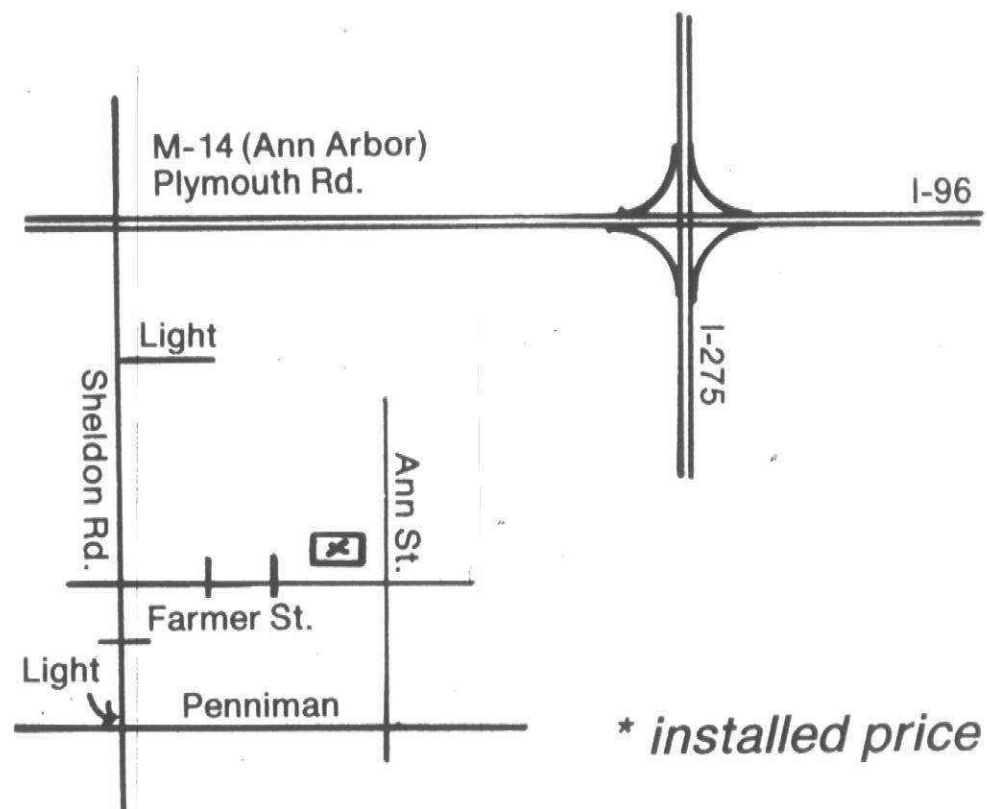 M-14 (Ann Arbor)
Plymouth Rd.
I-96
Light
I-275
Sheldon Rd.
Ann St.
x
Farmer St.
Light
Penniman
* installed price